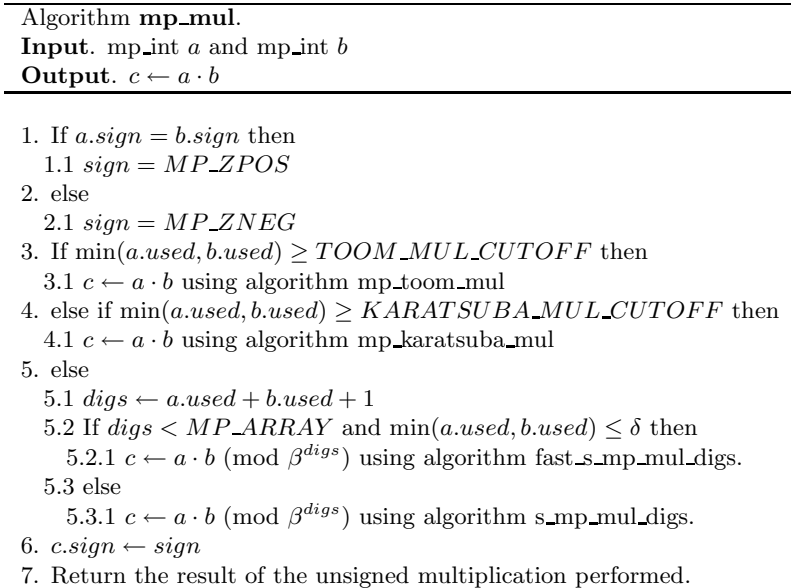 Algorithm mp_mul.
Input. mp_int a and mp_int b
Output. c ← a · b
1. If a.sign = b.sign then
1.1 sign = MP_ZPOS
2. else
2.1 sign = MP_ZNEG
3. If min(a.used, b.used) ≥ TOOM_MUL_CUTOFF then
3.1 c ← a · b using algorithm mp_toom_mul
4. else if min(a.used, b.used) ≥ KARATSUBA_MUL_CUTOFF then
4.1 c ← a · b using algorithm mp_karatsuba_mul
5. else
5.1 digs ← a.used + b.used + 1
5.2 If digs < MP_ARRAY and min(a.used, b.used) ≤ δ then
5.2.1 c ← a · b (mod β^{digs}) using algorithm fast_s_mp_mul_digs.
5.3 else
5.3.1 c ← a · b (mod β^{digs}) using algorithm s_mp_mul_digs.
6. c.sign ← sign
7. Return the result of the unsigned multiplication performed.